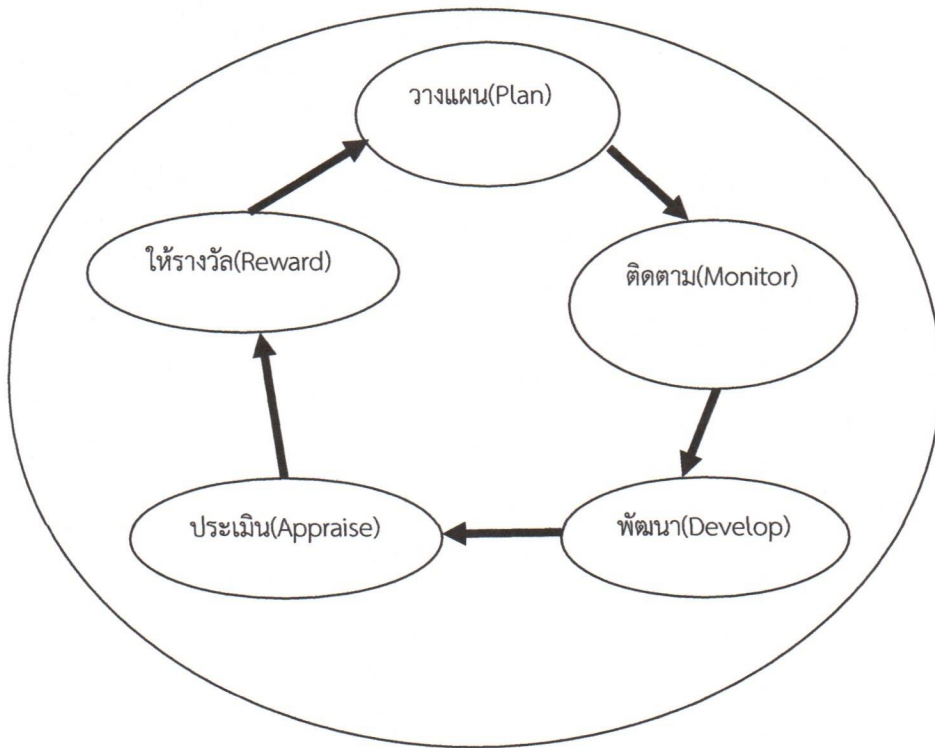 วางแผน(Plan)
ติดตาม(Monitor)
พัฒนา(Develop)
ประเมิน(Appraise)
ให้รางวัล(Reward)